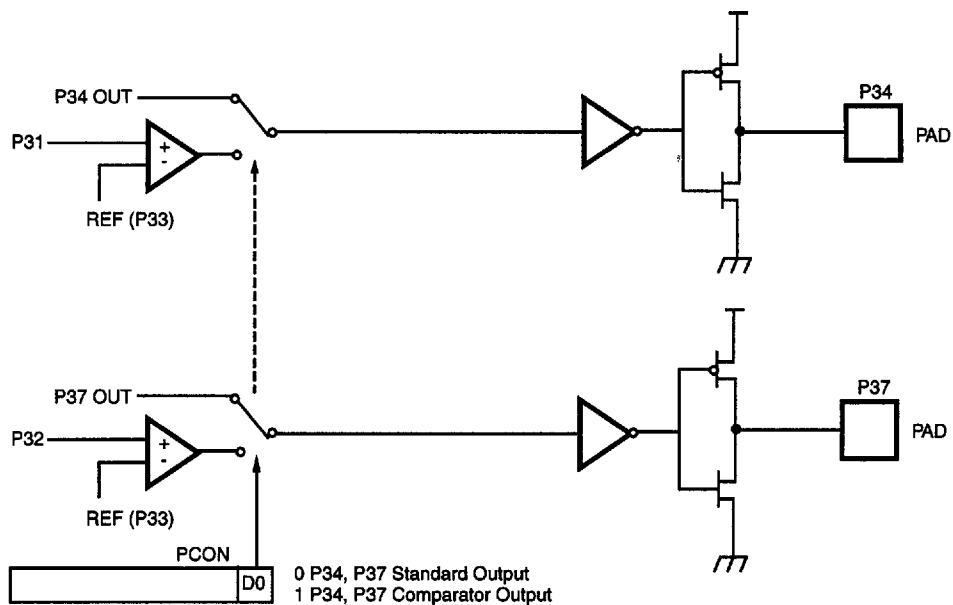 P34 OUT
P31
+
-
REF (P33)
P34
PAD
P37 OUT
P32
+
-
REF (P33)
P37
PAD
PCON
D0
0 P34, P37 Standard Output
1 P34, P37 Comparator Output